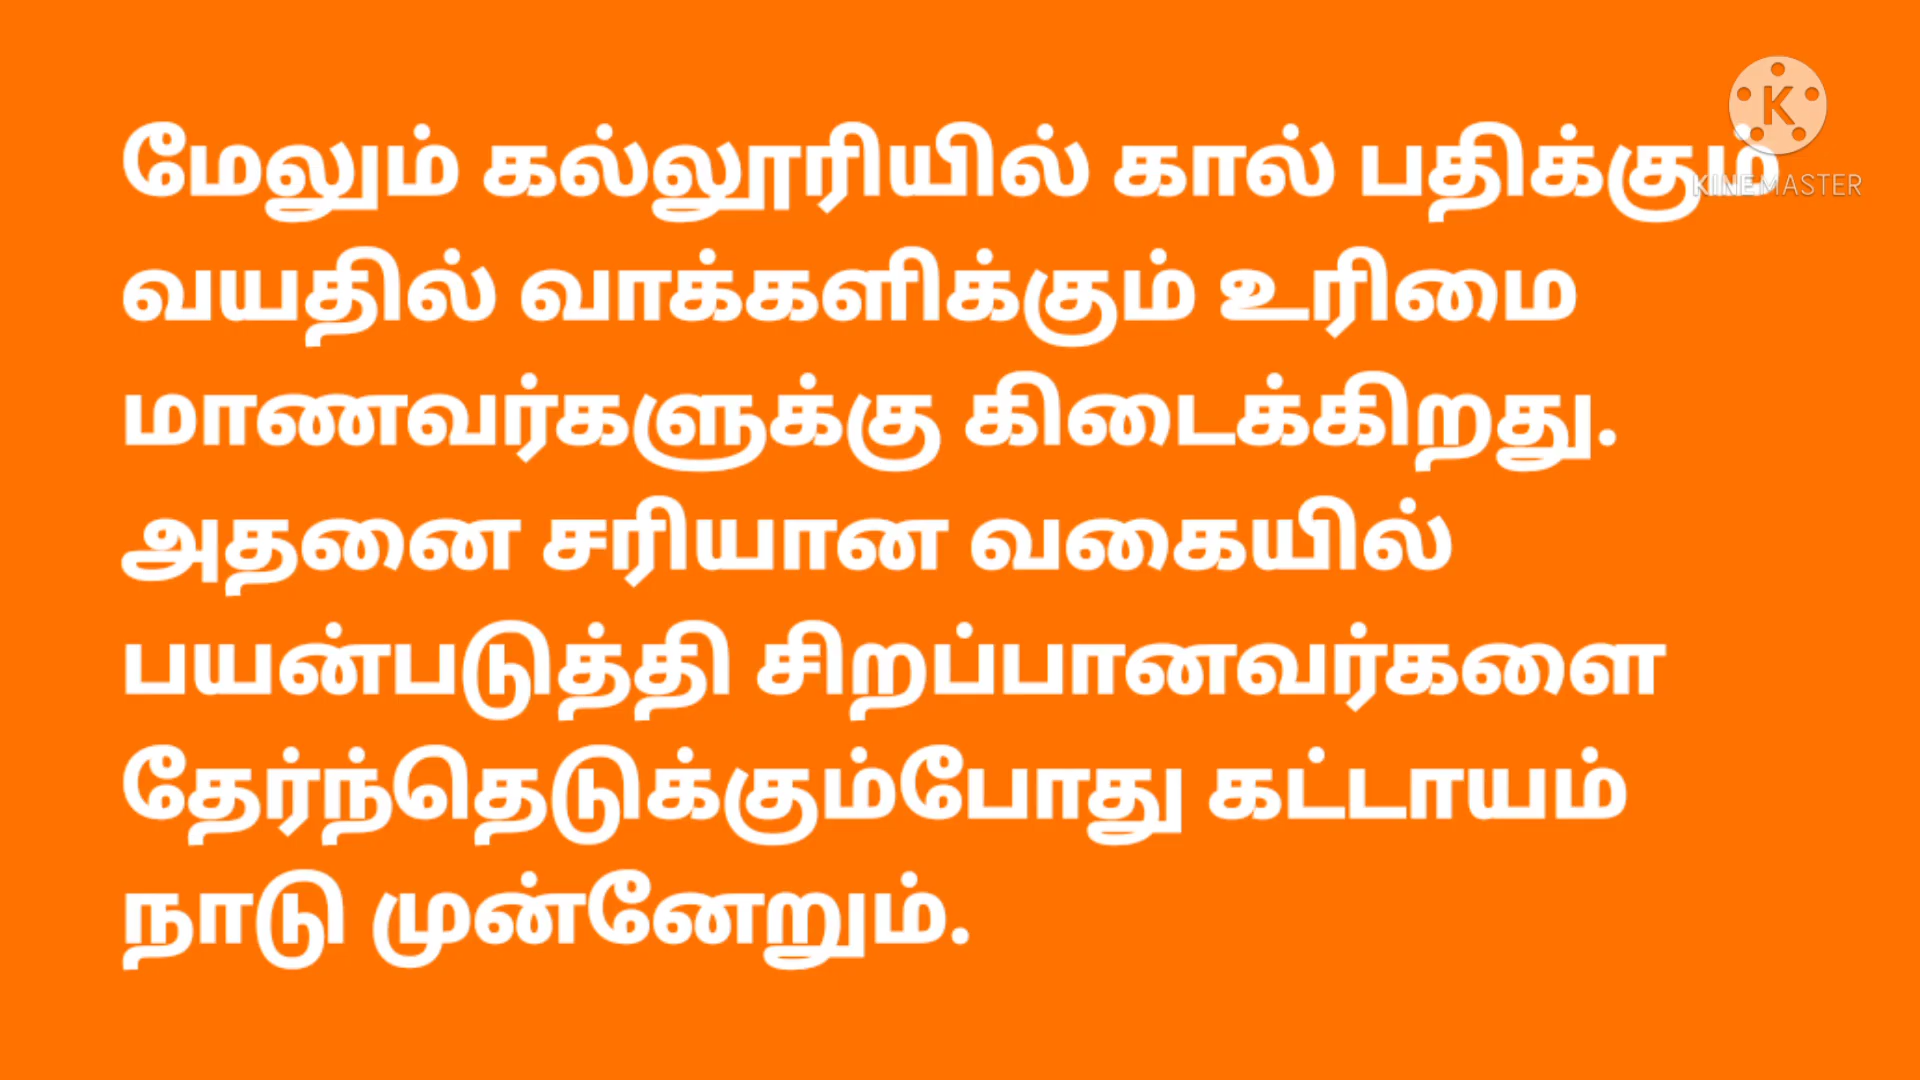 மேலும் கல்லூரியில் கால் பதிக்கும்
வயதில் வாக்களிக்கும் உரிமை
மாணவர்களுக்கு கிடைக்கிறது.
அதனை சரியான வகையில்
பயன்படுத்தி சிறப்பானவர்களை
தேர்ந்தெடுக்கும்போது கட்டாயம்
நாடு முன்னேறும்.
K
KINEMASTER